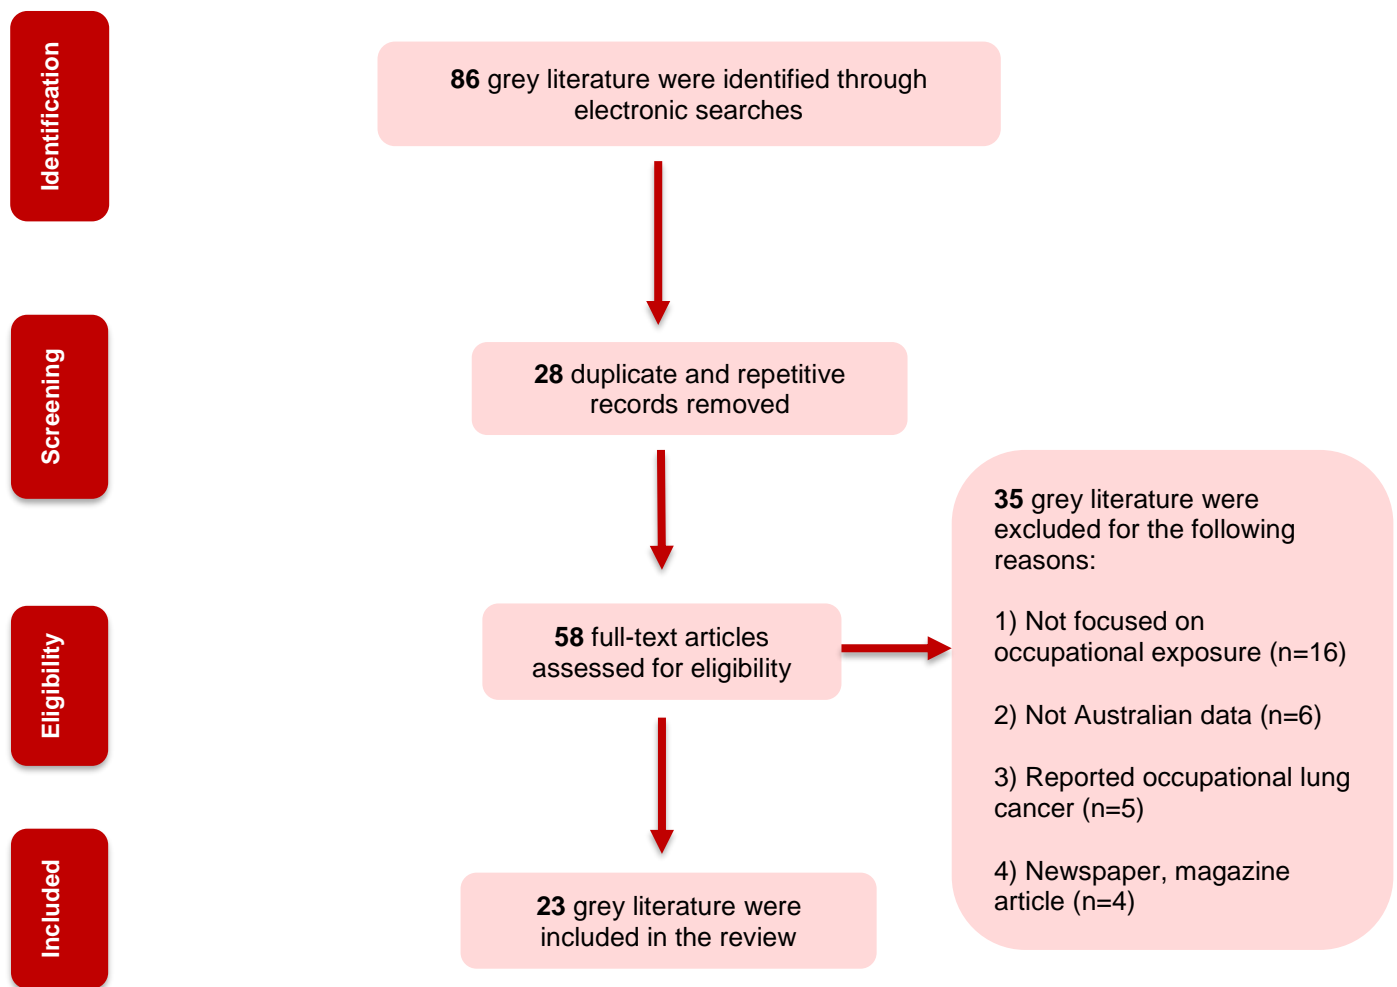 Identification
86 grey literature were identified through
electronic searches
Screening
28 duplicate and repetitive
records removed
Eligibility
58 full-text articles
assessed for eligibility
35 grey literature were
excluded for the following
reasons:
1) Not focused on
occupational exposure (n=16)
2) Not Australian data (n=6)
3) Reported occupational lung
cancer (n=5)
4) Newspaper, magazine
article (n=4)
Included
23 grey literature were
included in the review